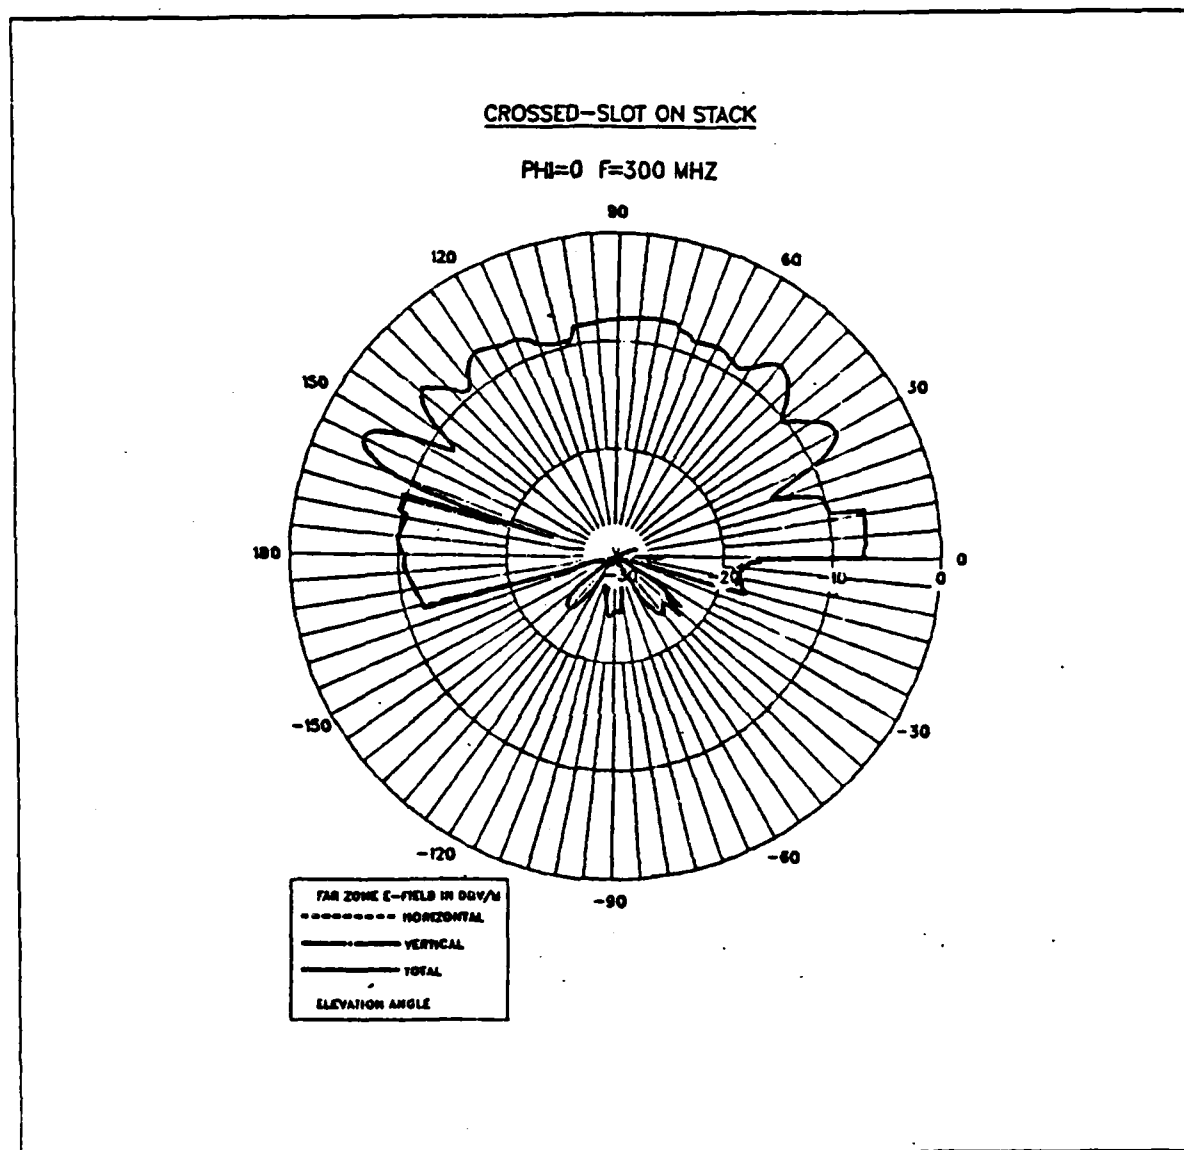 CROSSED-SLOT ON STACK
PHI=0 F=300 MHZ
90
120
60
150
30
180
-30
-20
-10
0
0
-150
-30
-120
-60
-90
FAR ZONE E-FIELD IN DBV/M
HORIZONTAL
VERTICAL
TOTAL
ELEVATION ANGLE